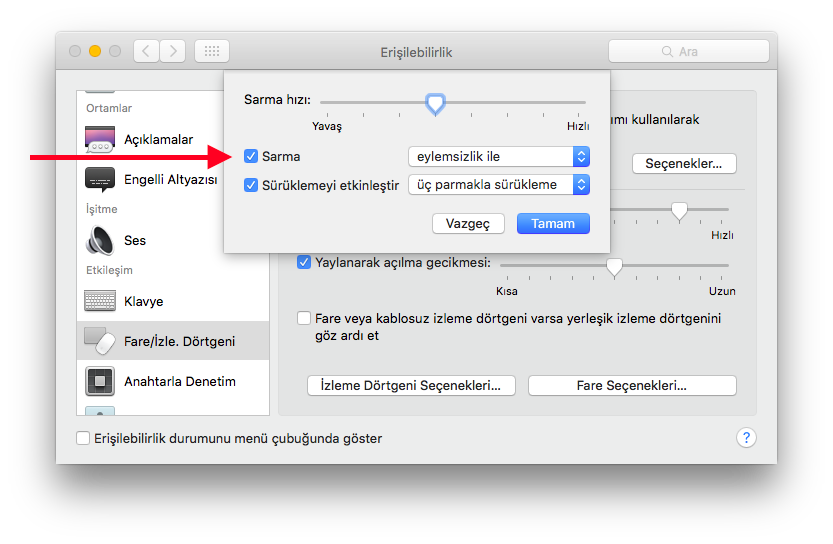 Erişilebilirlik
Ara
Ortamlar
Açıklamalar
Engelli Altyazısı
İşitme
Ses
Etkileşim
Klavye
Fare/İzle. Dörtgeni
Anahtarla Denetim
Sarma hızı:
Yavaş
Hızlı
Sarma
eylemsizlik ile
Sürüklemeyi etkinleştir
üç parmakla sürükleme
Vazgeç
Tamam
kullanılarak
Seçenekler...
Hızlı
Yaylanarak açılma gecikmesi:
Kısa
Uzun
Fare veya kablosuz izleme dörtgeni varsa yerleşik izleme dörtgenini
göz ardı et
İzleme Dörtgeni Seçenekleri...
Fare Seçenekleri...
Erişilebilirlik durumunu menü çubuğunda göster
?